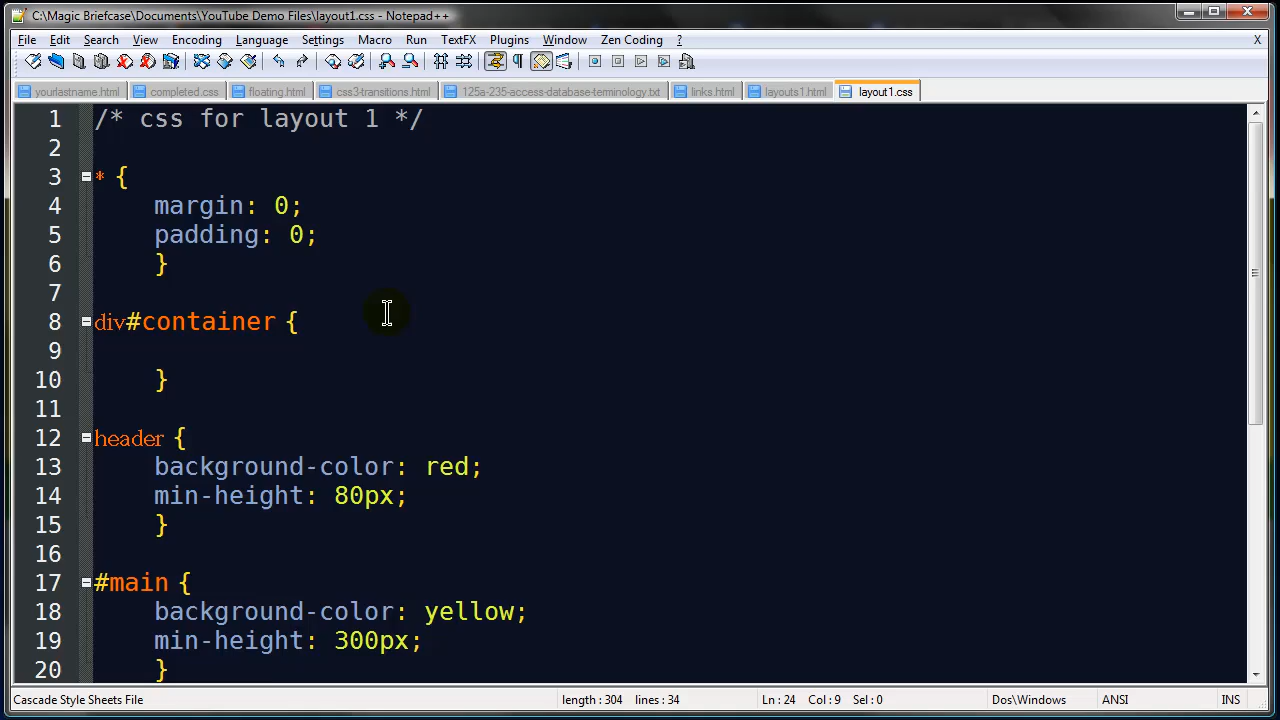 C:\Magic Briefcase\Documents\YouTube Demo Files\layout1.css - Notepad++
File Edit Search View Encoding Language Settings Macro Run TextFX Plugins Window Zen Coding ? X
yourlastname.html completed.css floating.html css3-transitions.html 125a-235-access-database-terminology.txt links.html layouts1.html layout1.css
1 /* css for layout 1 */
2
3 * {
4 margin: 0;
5 padding: 0;
6 }
7
8 div#container {
9
10 }
11
12 header {
13 background-color: red;
14 min-height: 80px;
15 }
16
17 #main {
18 background-color: yellow;
19 min-height: 300px;
20 }
Cascade Style Sheets File length : 304 lines : 34 Ln : 24 Col : 9 Sel : 0 Dos\Windows ANSI INS